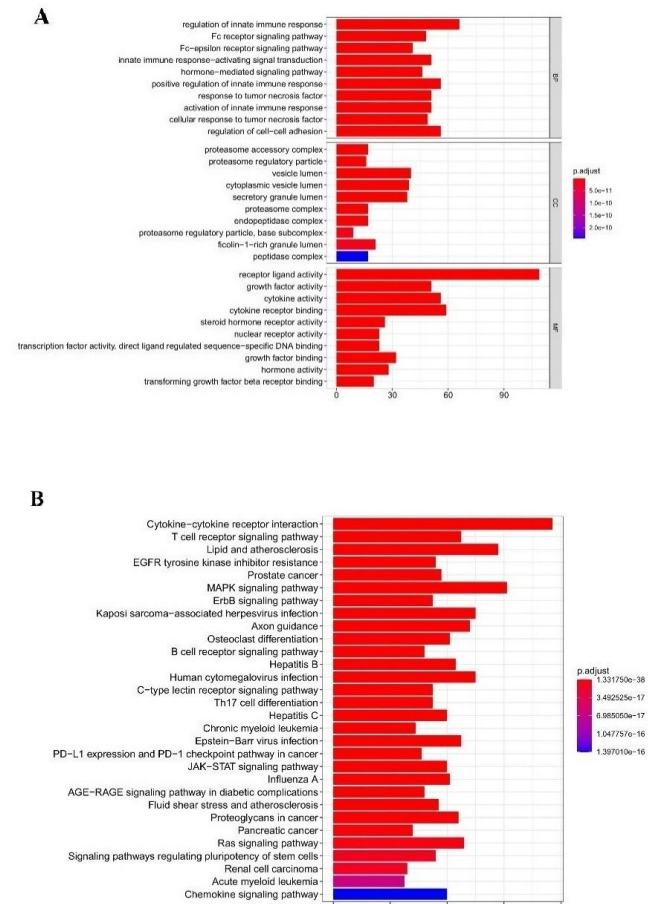 A
regulation of innate immune response
Fc receptor signaling pathway
Fc−epsilon receptor signaling pathway
innate immune response−activating signal transduction
hormone−mediated signaling pathway
positive regulation of innate immune response
response to tumor necrosis factor
activation of innate immune response
cellular response to tumor necrosis factor
regulation of cell−cell adhesion
BP
proteasome accessory complex
proteasome regulatory particle
vesicle lumen
cytoplasmic vesicle lumen
secretory granule lumen
proteasome complex
endopeptidase complex
proteasome regulatory particle, base subcomplex
ficolin−1−rich granule lumen
peptidase complex
CC
receptor ligand activity
growth factor activity
cytokine activity
cytokine receptor binding
steroid hormone receptor activity
nuclear receptor activity
transcription factor activity, direct ligand regulated sequence−specific DNA binding
growth factor binding
hormone activity
transforming growth factor beta receptor binding
MF
0 30 60 90
p.adjust
5.0e−11
1.0e−10
1.5e−10
2.0e−10
B
Cytokine−cytokine receptor interaction
T cell receptor signaling pathway
Lipid and atherosclerosis
EGFR tyrosine kinase inhibitor resistance
Prostate cancer
MAPK signaling pathway
ErbB signaling pathway
Kaposi sarcoma−associated herpesvirus infection
Axon guidance
Osteoclast differentiation
B cell receptor signaling pathway
Hepatitis B
Human cytomegalovirus infection
C−type lectin receptor signaling pathway
Th17 cell differentiation
Hepatitis C
Chronic myeloid leukemia
Epstein−Barr virus infection
PD−L1 expression and PD−1 checkpoint pathway in cancer
JAK−STAT signaling pathway
Influenza A
AGE−RAGE signaling pathway in diabetic complications
Fluid shear stress and atherosclerosis
Proteoglycans in cancer
Pancreatic cancer
Ras signaling pathway
Signaling pathways regulating pluripotency of stem cells
Renal cell carcinoma
Acute myeloid leukemia
Chemokine signaling pathway
p.adjust
1.331750e−38
3.492525e−17
6.985050e−17
1.047757e−16
1.397010e−16